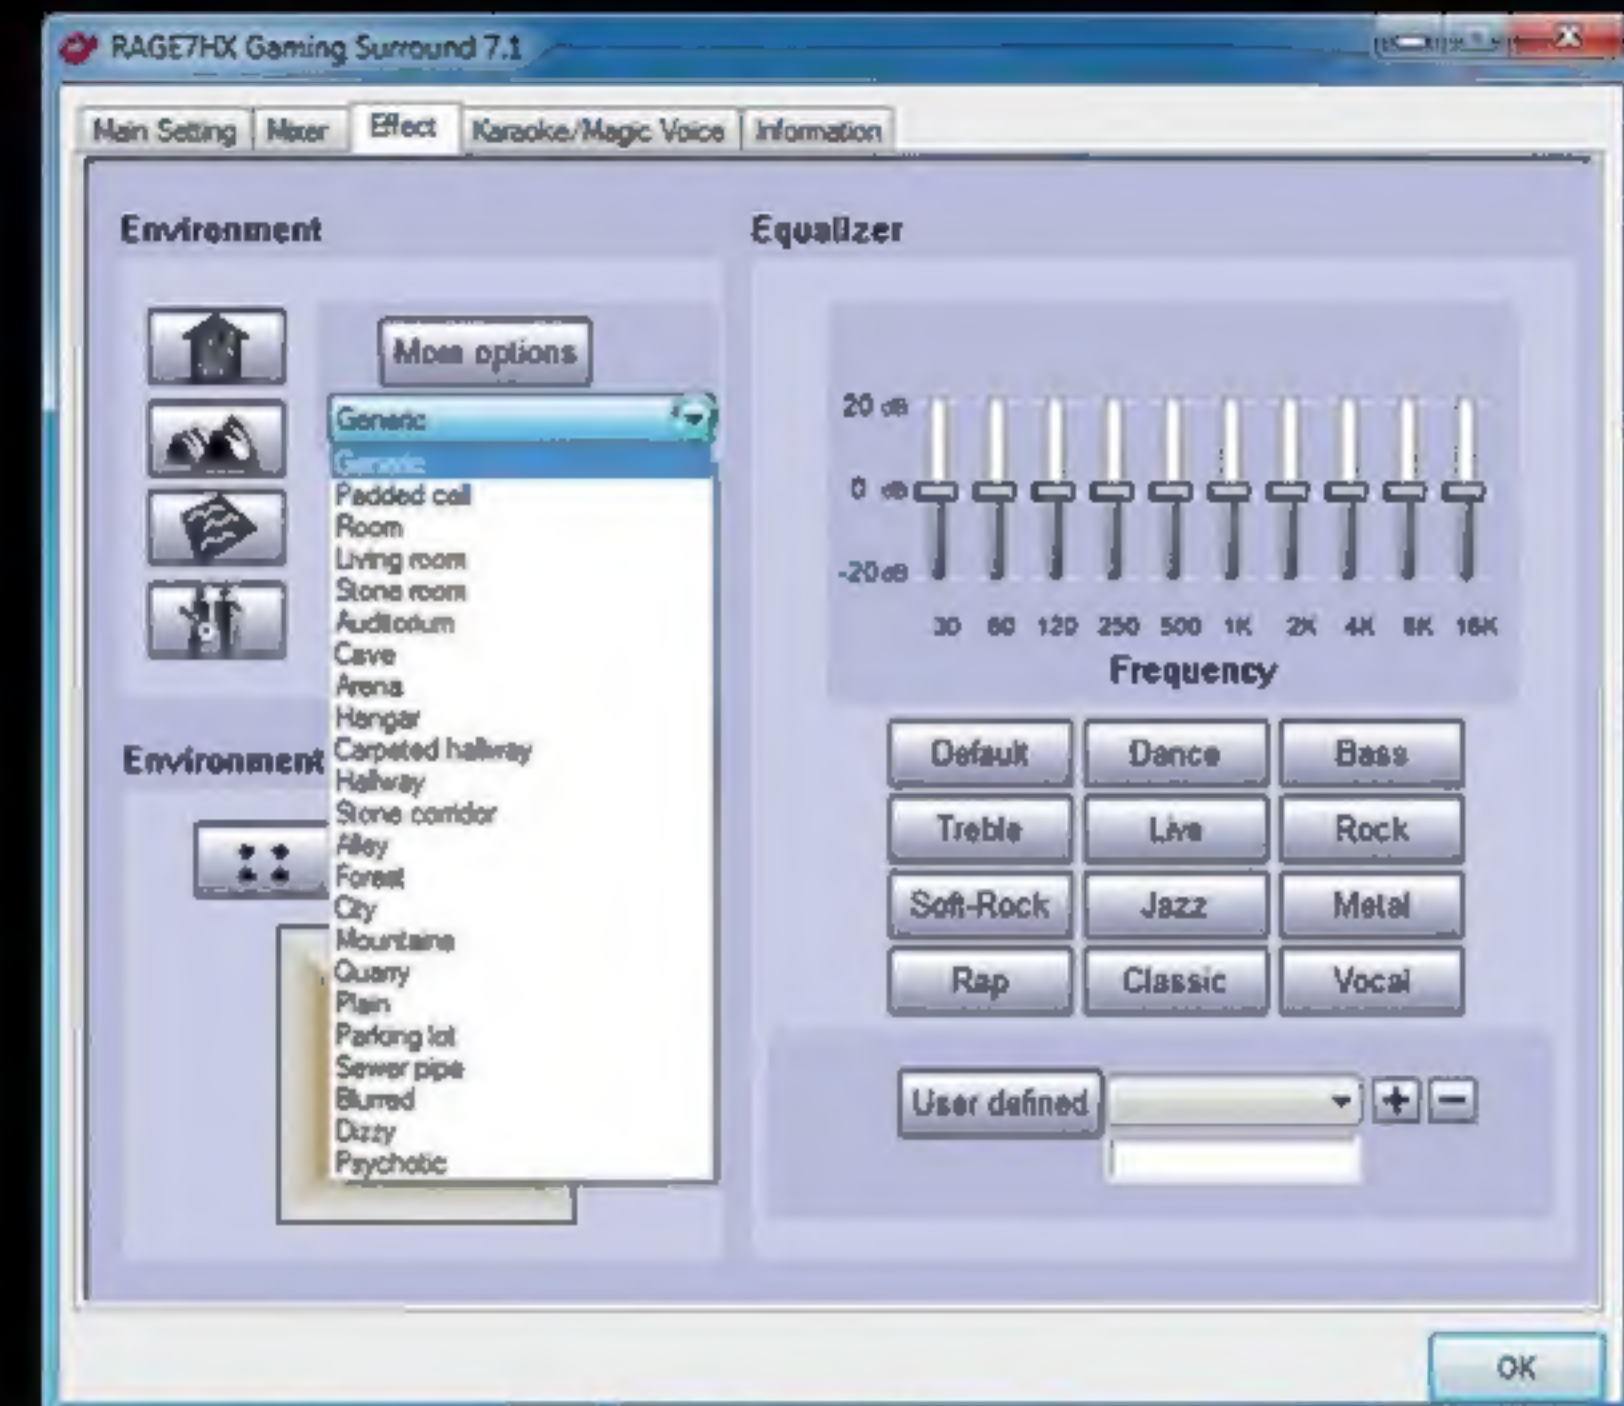 RAGE7HX Gaming Surround 7.1
Main Setting Mixer Effect Karaoke/Magic Voice Information
Environment
More options
Generic
Generic
Padded cell
Room
Living room
Stone room
Auditorium
Cave
Arena
Hangar
Carpeted hallway
Hallway
Stone corridor
Alley
Forest
City
Mountains
Quarry
Plain
Parking lot
Sewer pipe
Blurred
Dizzy
Psychotic
Environment
Equalizer
20 dB
0 dB
-20 dB
30 60 120 250 500 1K 2K 4K 8K 16K
Frequency
Default Dance Bass
Treble Live Rock
Soft-Rock Jazz Metal
Rap Classic Vocal
User defined + −
OK